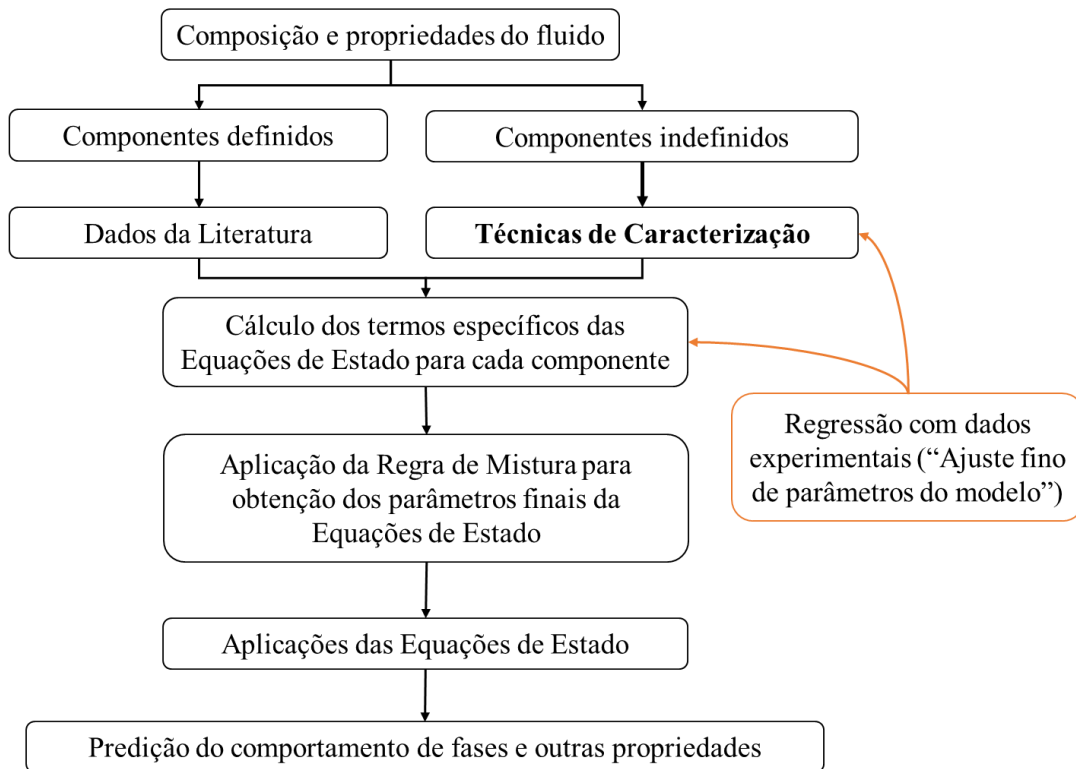 Composição e propriedades do fluido
Componentes definidos
Componentes indefinidos
Dados da Literatura
Técnicas de Caracterização
Cálculo dos termos específicos das
Equações de Estado para cada componente
Regressão com dados
experimentais (“Ajuste fino
de parâmetros do modelo”)
Aplicação da Regra de Mistura para
obtenção dos parâmetros finais da
Equações de Estado
Aplicações das Equações de Estado
Predição do comportamento de fases e outras propriedades